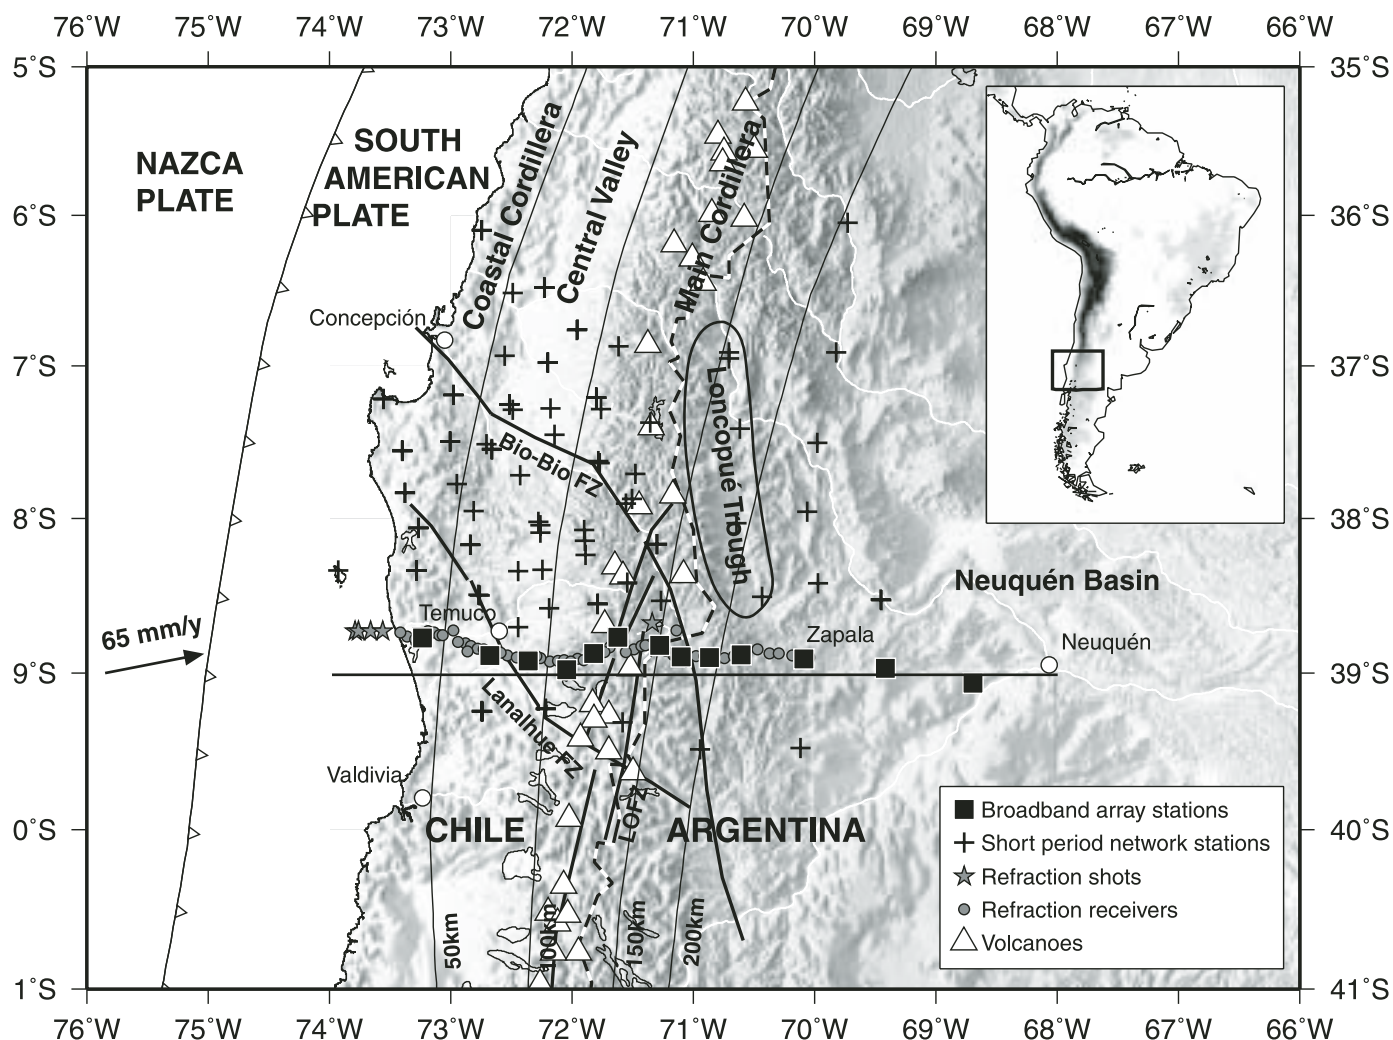 76˚W 75˚W 74˚W 73˚W 72˚W 71˚W 70˚W 69˚W 68˚W 67˚W 66˚W
5˚S 35˚S
SOUTH
AMERICAN
PLATE
NAZCA
PLATE
Coastal Cordillera
Central Valley
Main Cordillera
6˚S 36˚S
Concepción
7˚S 37˚S
Loncopué Trough
Bio-Bio FZ
8˚S 38˚S
Neuquén Basin
65 mm/y
Temuco
Zapala
Neuquén
9˚S 39˚S
Lanalhue FZ
Valdivia
LOFZ
CHILE
ARGENTINA
0˚S 40˚S
Broadband array stations
Short period network stations
Refraction shots
Refraction receivers
Volcanoes
50km
100km
150km
200km
1˚S 41˚S
76˚W 75˚W 74˚W 73˚W 72˚W 71˚W 70˚W 69˚W 68˚W 67˚W 66˚W